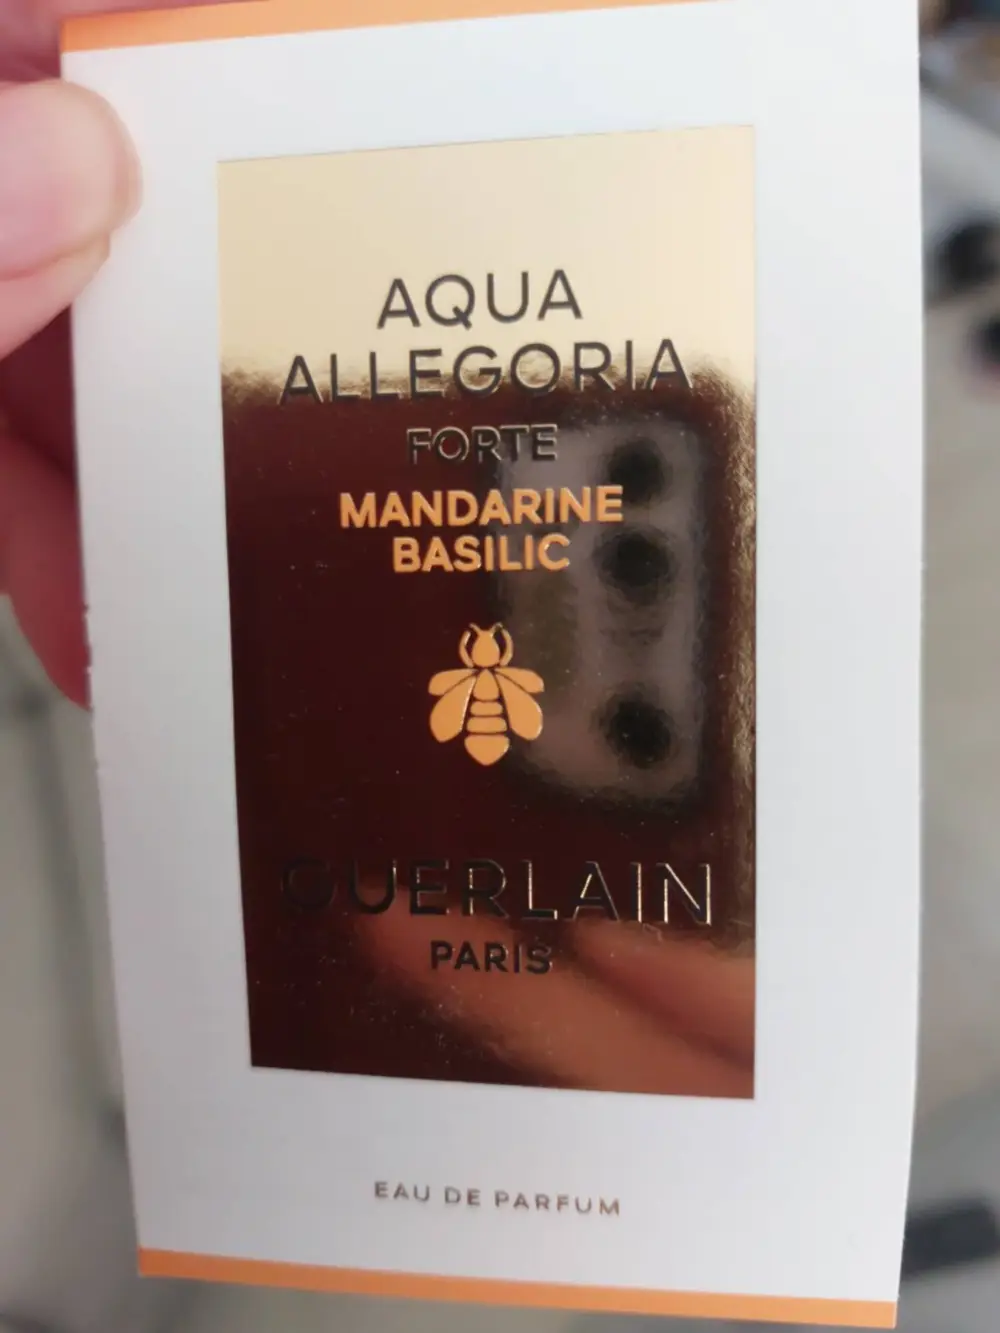 AQUA
ALLEGORIA
FORTE
MANDARINE
BASILIC
GUERLAIN
PARIS
EAU DE PARFUM